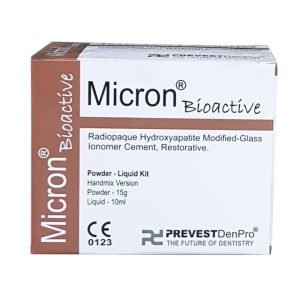 Micron®
Bioactive
Radiopaque Hydroxyapatite Modified-Glass
Ionomer Cement, Restorative.
Powder - Liquid Kit
Handmix Version
Powder - 15g
Liquid - 10ml
CE
0123
PREVESTDenPro®
THE FUTURE OF DENTISTRY
Micron®
Bioactive